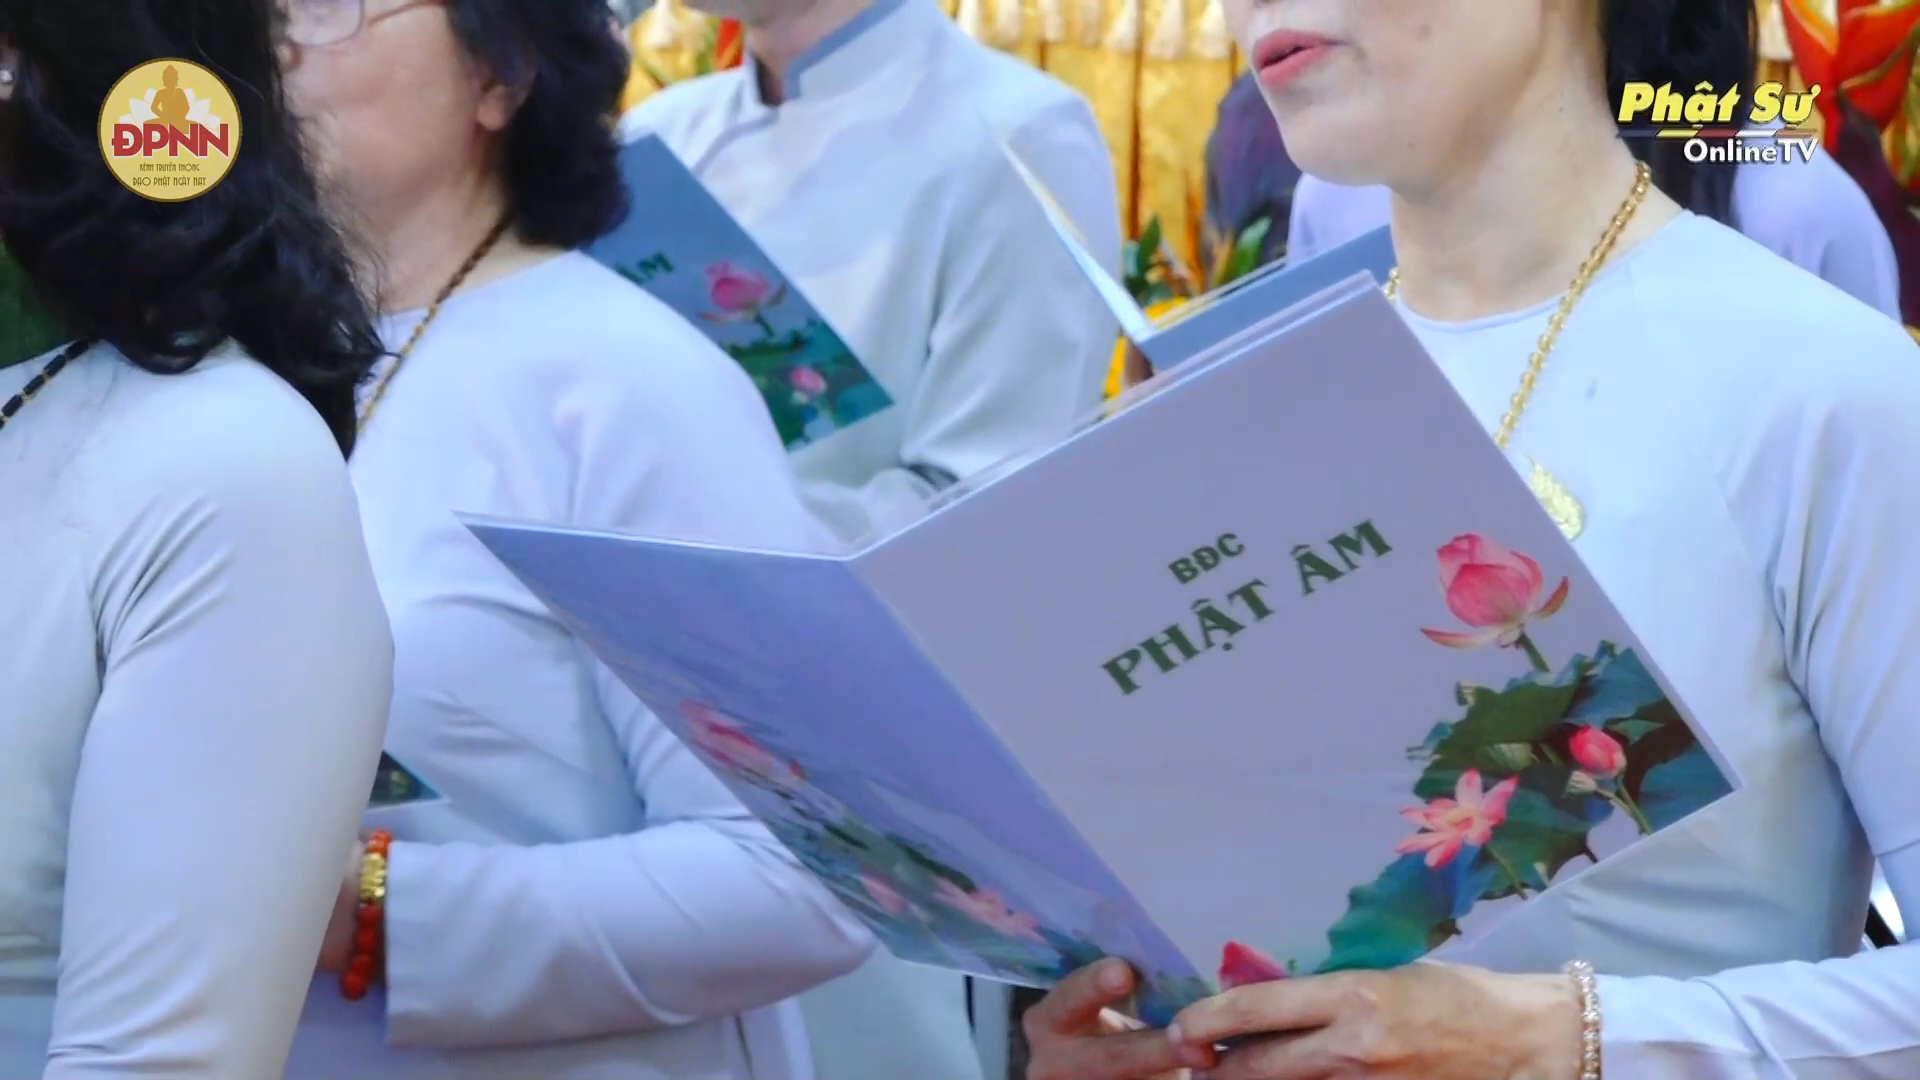 ĐPNN
KÊNH TRUYỀN THÔNG
ĐẠO PHẬT NGÀY NAY
Phật Sự
OnlineTV
ÂM
BĐC
PHẬT ÂM